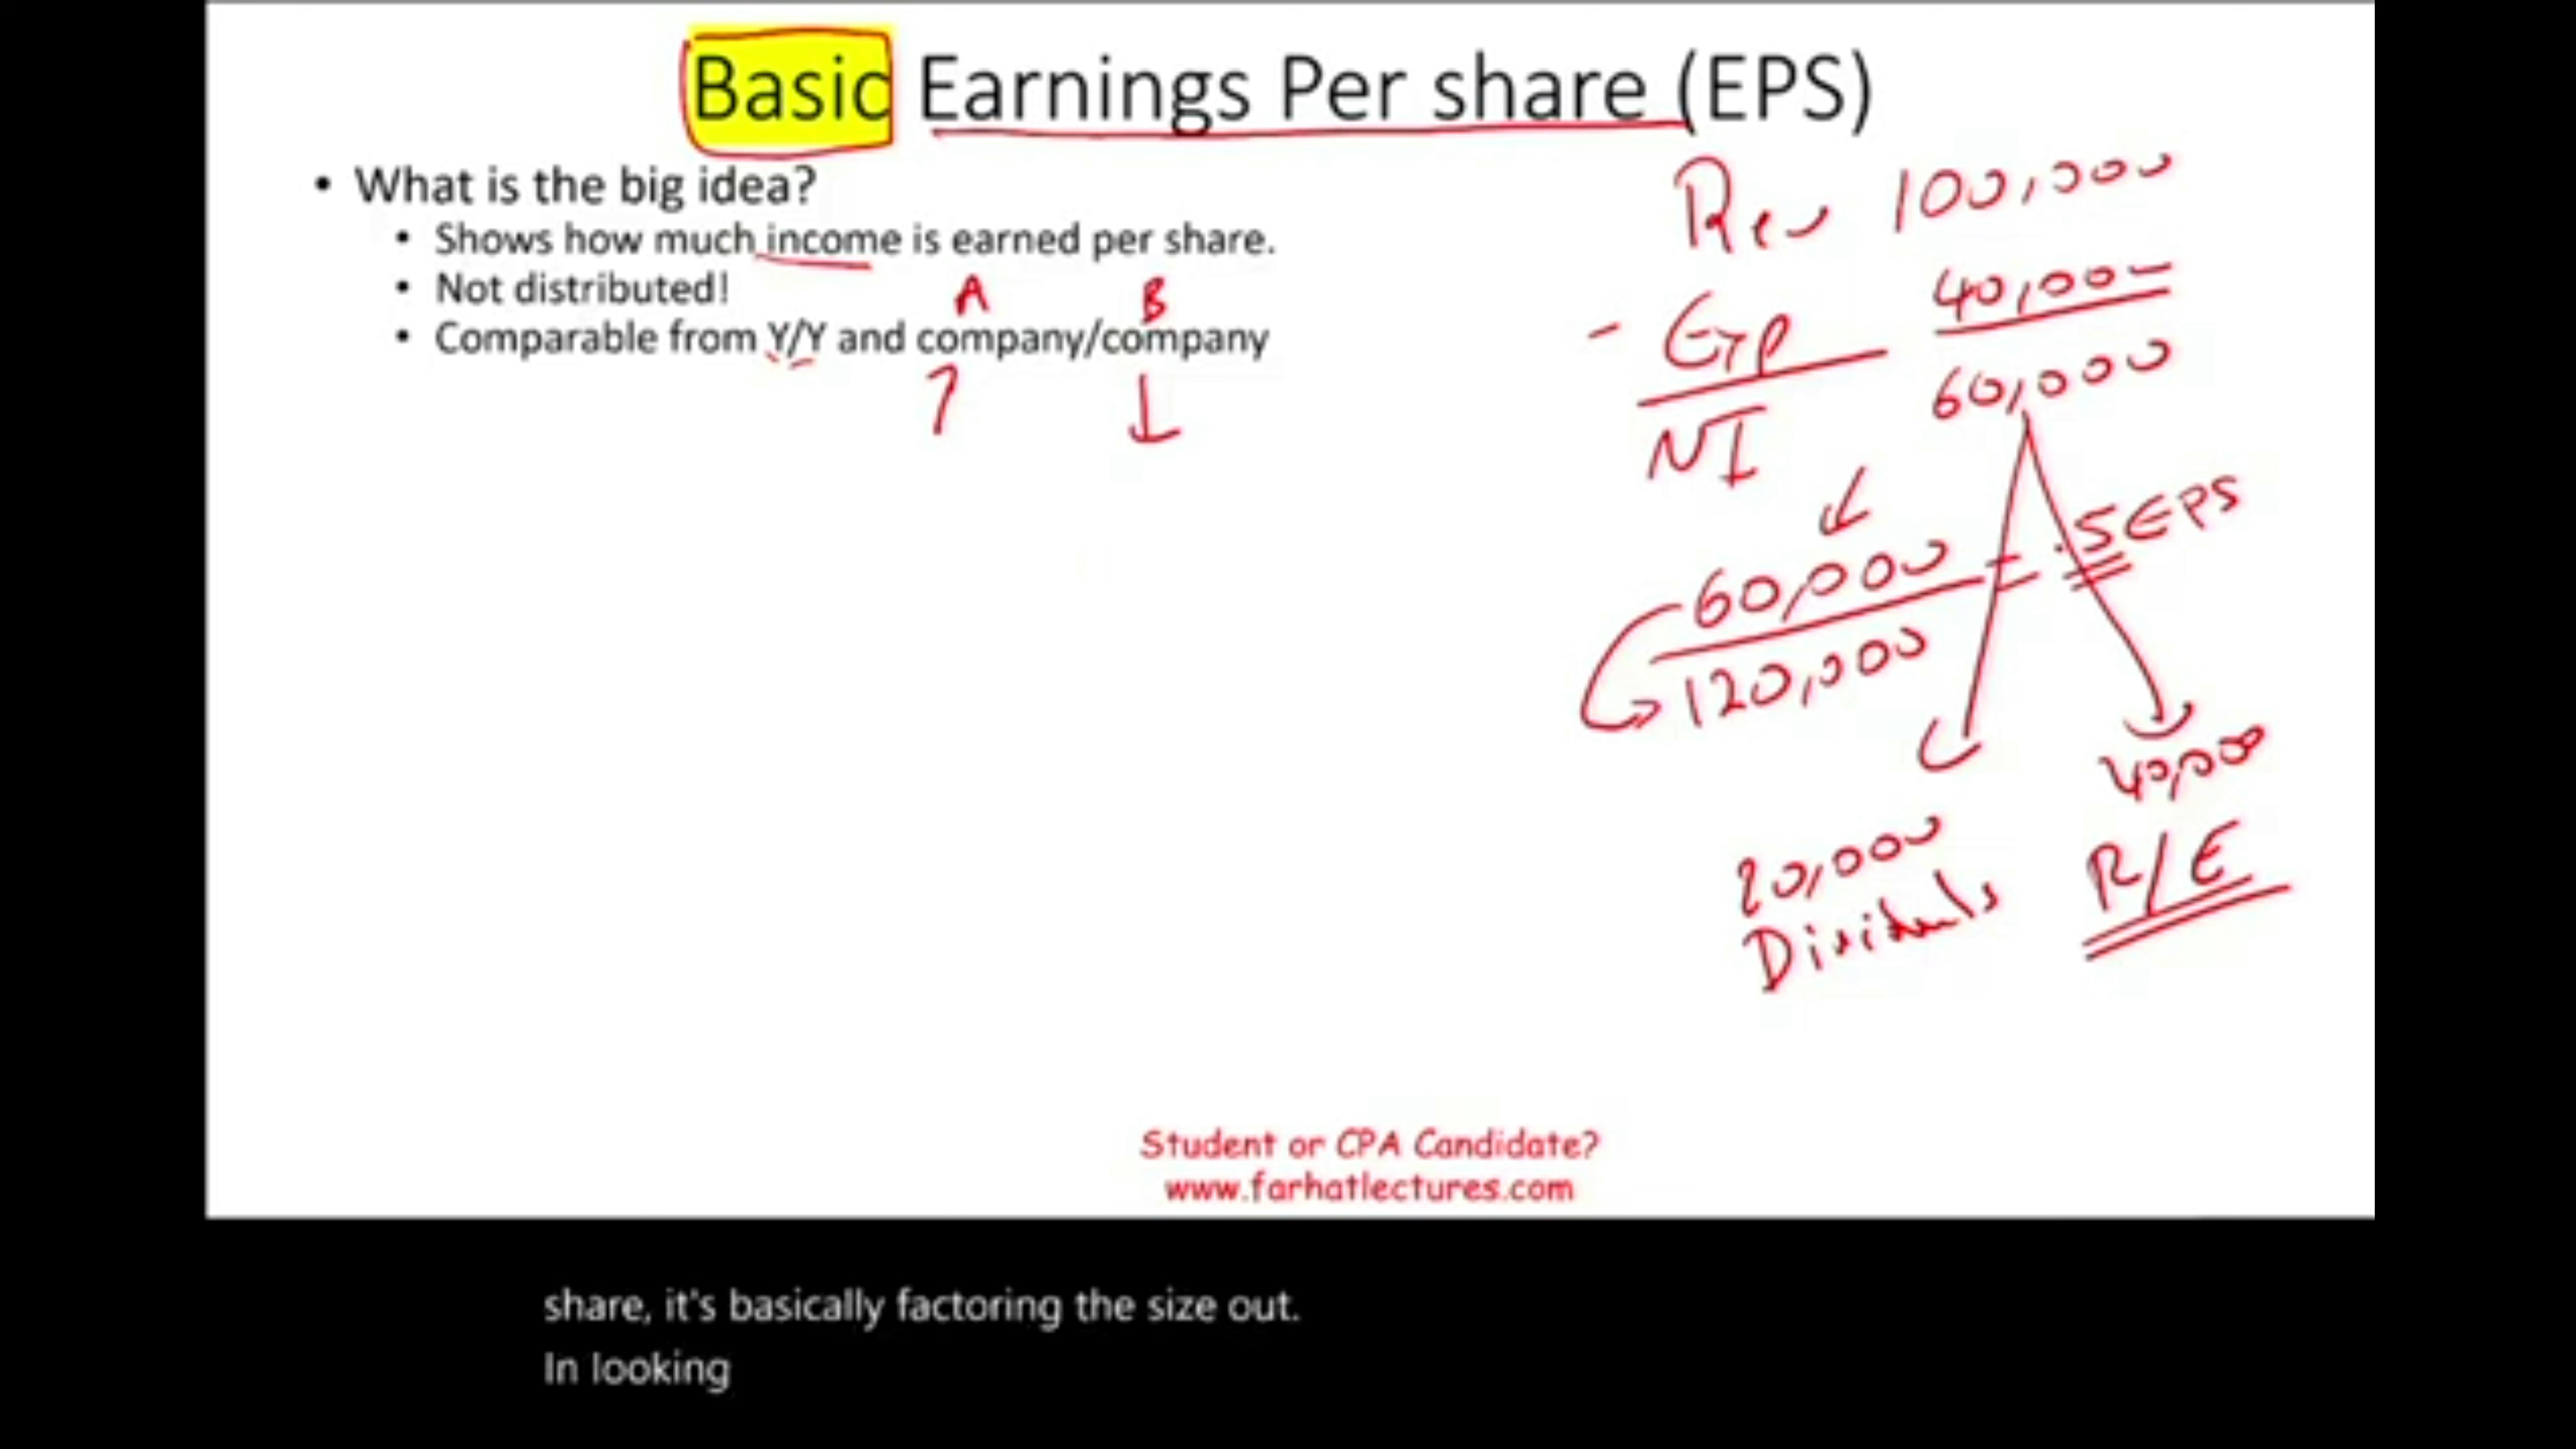 Basic Earnings Per share (EPS)
• What is the big idea?
• Shows how much income is earned per share.
• Not distributed!
A B
• Comparable from Y/Y and company/company
Rev 100,000
- Exp 40,000
NI 60,000
60,000 = .5 EPS
120,000
40,000
20,000
R/E
Dividends
Student or CPA Candidate?
www.farhatlectures.com
share, it's basically factoring the size out.
In looking